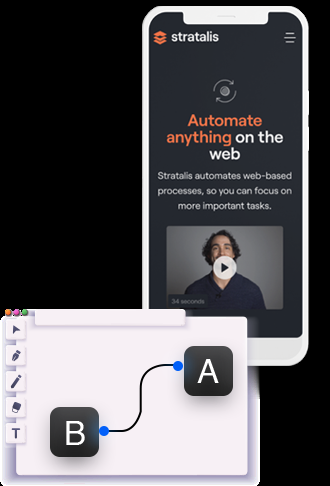 stratalis
Automate
anything on the
web
Stratalis automates web-based
processes, so you can focus on
more important tasks.
34 seconds
A
B
T